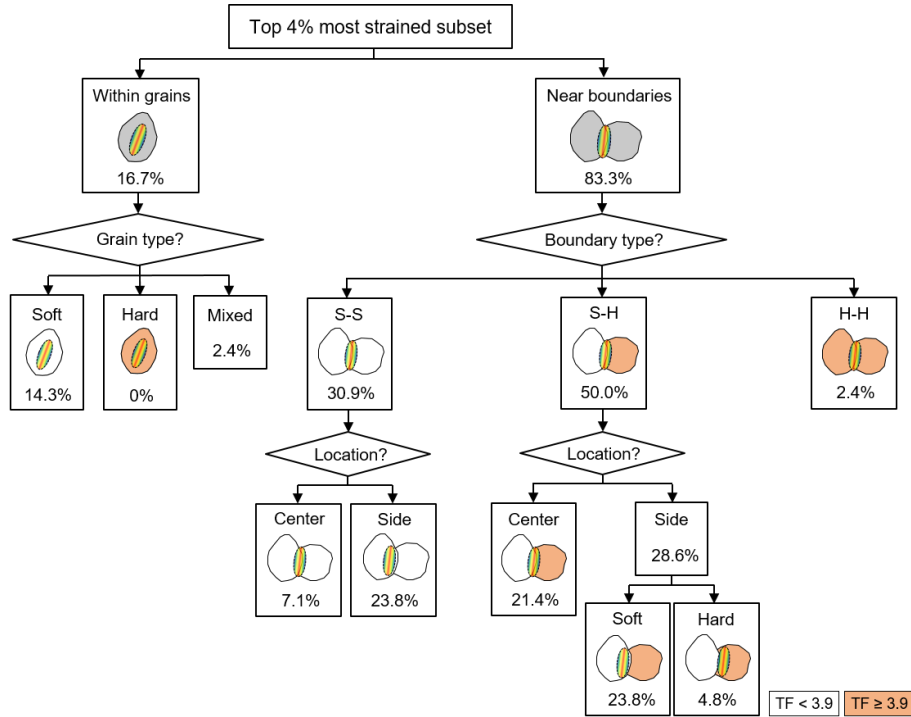 Top 4% most strained subset
Within grains
16.7%
Near boundaries
83.3%
Grain type?
Boundary type?
Soft
14.3%
Hard
0%
Mixed
2.4%
S-S
30.9%
S-H
50.0%
H-H
2.4%
Location?
Location?
Center
7.1%
Side
23.8%
Center
21.4%
Side
28.6%
Soft
23.8%
Hard
4.8%
TF < 3.9
TF ≥ 3.9